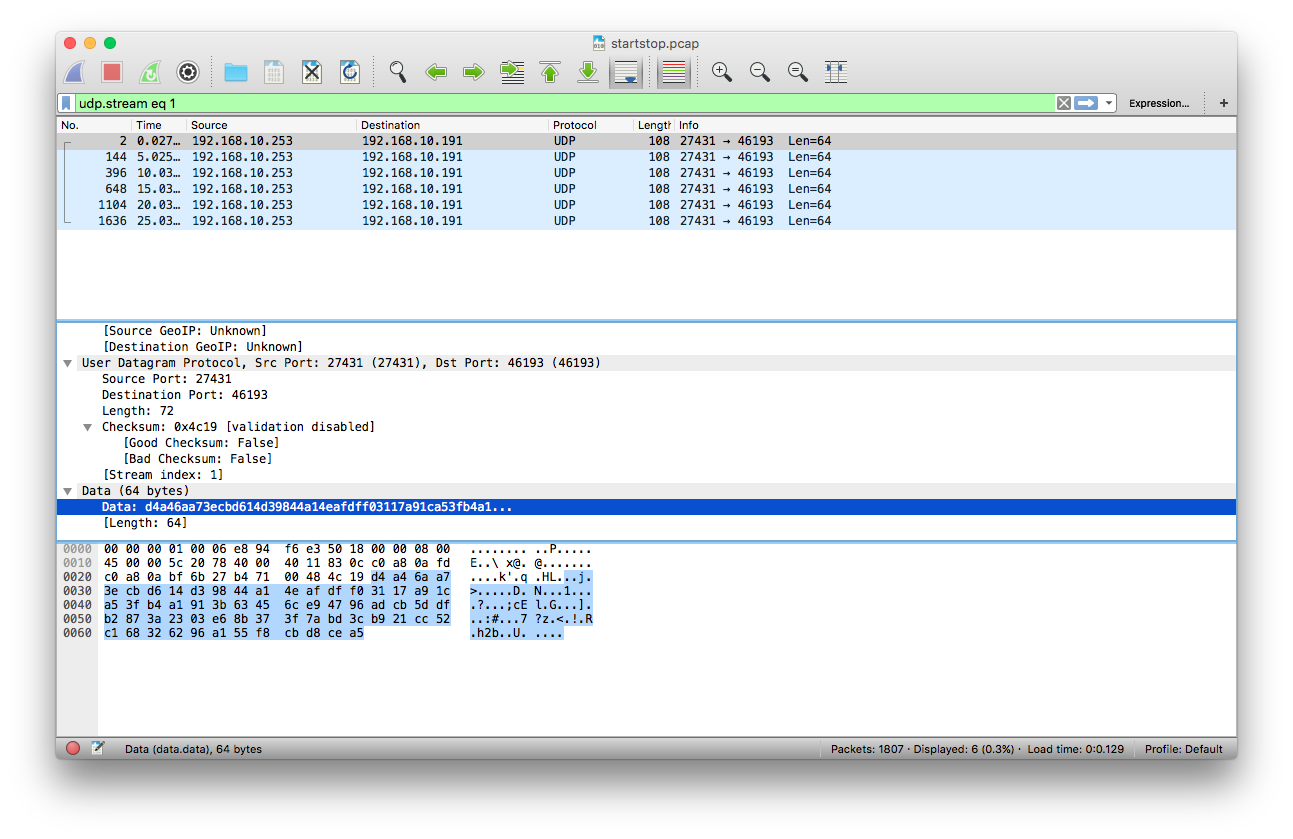 startstop.pcap
udp.stream eq 1
Expression...
+
No. Time Source Destination Protocol Length Info
2 0.027… 192.168.10.253 192.168.10.191 UDP 108 27431 → 46193 Len=64
144 5.025… 192.168.10.253 192.168.10.191 UDP 108 27431 → 46193 Len=64
396 10.03… 192.168.10.253 192.168.10.191 UDP 108 27431 → 46193 Len=64
648 15.03… 192.168.10.253 192.168.10.191 UDP 108 27431 → 46193 Len=64
1104 20.03… 192.168.10.253 192.168.10.191 UDP 108 27431 → 46193 Len=64
1636 25.03… 192.168.10.253 192.168.10.191 UDP 108 27431 → 46193 Len=64
[Source GeoIP: Unknown]
[Destination GeoIP: Unknown]
User Datagram Protocol, Src Port: 27431 (27431), Dst Port: 46193 (46193)
Source Port: 27431
Destination Port: 46193
Length: 72
Checksum: 0x4c19 [validation disabled]
[Good Checksum: False]
[Bad Checksum: False]
[Stream index: 1]
Data (64 bytes)
Data: d4a46aa73ecbd614d39844a14eafdff03117a91ca53fb4a1...
[Length: 64]
0000 00 00 00 01 00 06 e8 94 f6 e3 50 18 00 00 08 00 ........ ..P.....
0010 45 00 00 5c 20 78 40 00 40 11 83 0c c0 a8 0a fd E..\ x@. @.......
0020 c0 a8 0a bf 6b 27 b4 71 00 48 4c 19 d4 a4 6a a7 ....k'.q .HL...j.
0030 3e cb d6 14 d3 98 44 a1 4e af df f0 31 17 a9 1c >.....D. N...1...
0040 a5 3f b4 a1 91 3b 63 45 6c e9 47 96 ad cb 5d df .?...;cE l.G...].
0050 b2 87 3a 23 03 e6 8b 37 3f 7a bd 3c b9 21 cc 52 ..:#...7 ?z.<.!.R
0060 c1 68 32 62 96 a1 55 f8 cb d8 ce a5 .h2b..U. ....
Data (data.data), 64 bytes
Packets: 1807 · Displayed: 6 (0.3%) · Load time: 0:0.129
Profile: Default